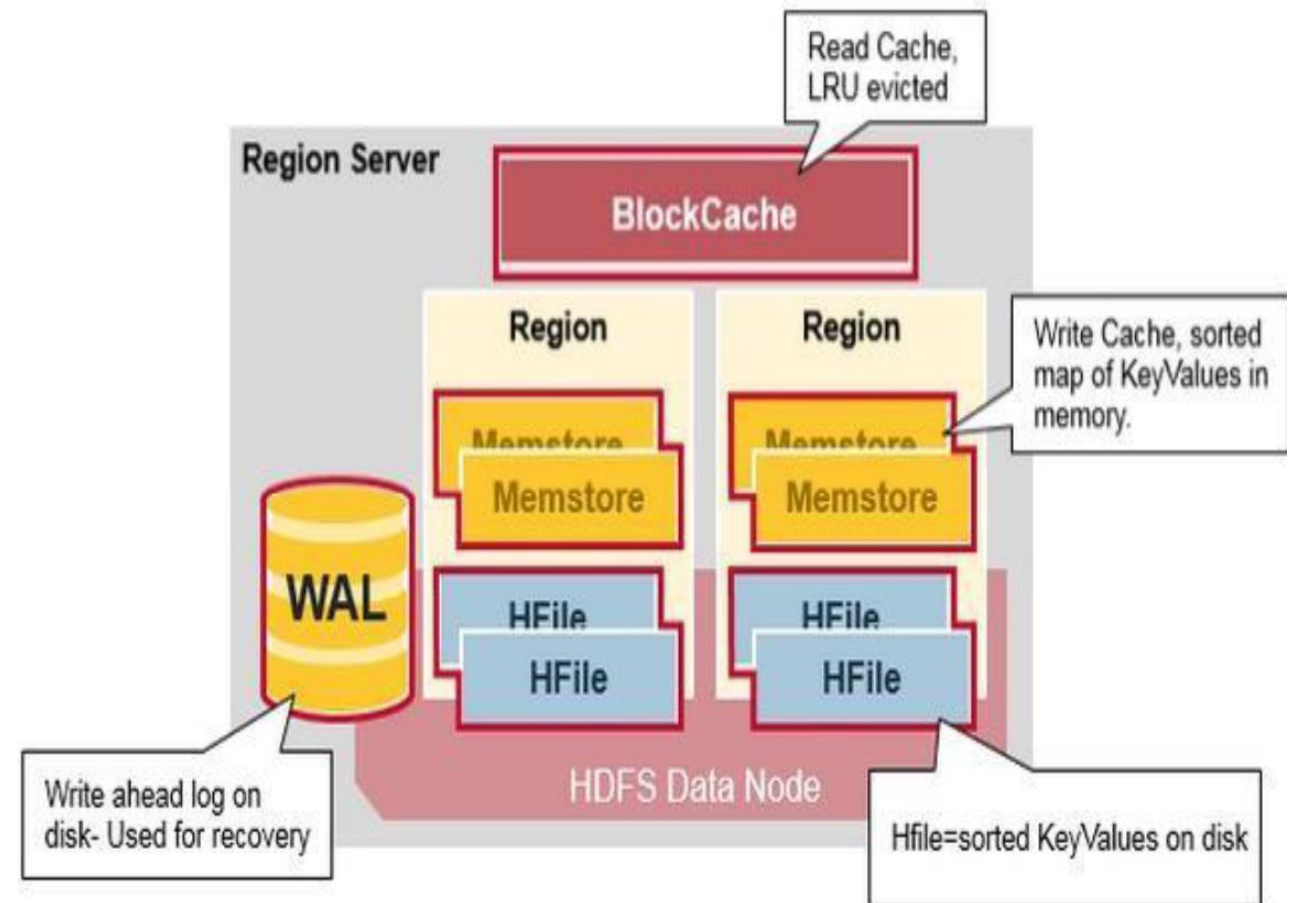 Read Cache,
LRU evicted
Region Server
BlockCache
Region
Region
Write Cache, sorted
map of KeyValues in
memory.
Memstore
Memstore
Memstore
Memstore
WAL
HFile
HFile
HFile
HFile
HDFS Data Node
Write ahead log on
disk- Used for recovery
Hfile=sorted KeyValues on disk